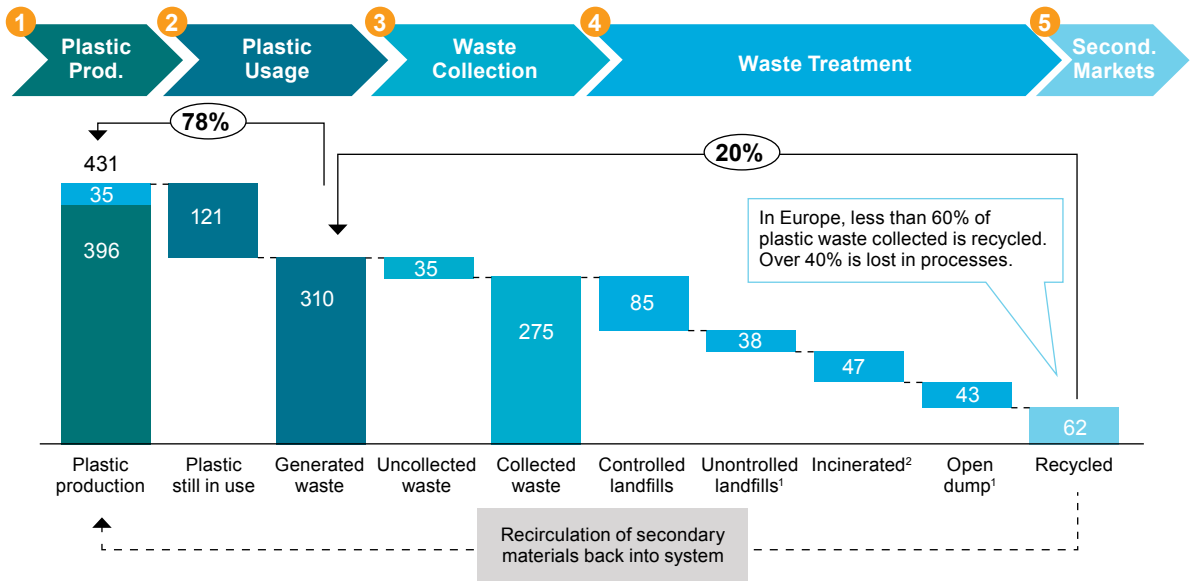 1
Plastic
Prod.
2
Plastic
Usage
3
Waste
Collection
4
Waste Treatment
5
Second.
Markets
78%
20%
431
35
396
121
310
35
275
85
38
47
43
62
In Europe, less than 60% of
plastic waste collected is recycled.
Over 40% is lost in processes.
Plastic
production
Plastic
still in use
Generated
waste
Uncollected
waste
Collected
waste
Controlled
landfills
Unontrolled
landfills¹
Incinerated²
Open
dump¹
Recycled
Recirculation of secondary
materials back into system